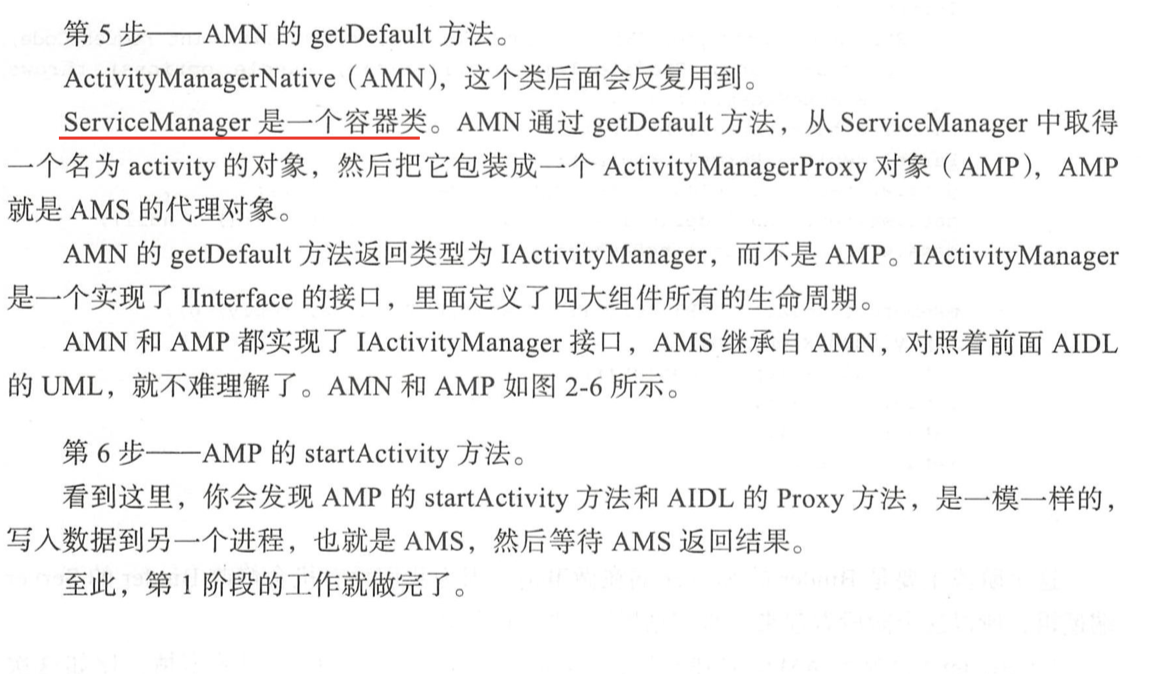 第 5 步——AMN 的 getDefault 方法。
ActivityManagerNative（AMN），这个类后面会反复用到。
ServiceManager 是一个容器类。AMN 通过 getDefault 方法，从 ServiceManager 中取得
一个名为 activity 的对象，然后把它包装成一个 ActivityManagerProxy 对象（AMP），AMP
就是 AMS 的代理对象。
AMN 的 getDefault 方法返回类型为 IActivityManager，而不是 AMP。IActivityManager
是一个实现了 IInterface 的接口，里面定义了四大组件所有的生命周期。
AMN 和 AMP 都实现了 IActivityManager 接口，AMS 继承自 AMN，对照着前面 AIDL
的 UML，就不难理解了。AMN 和 AMP 如图 2-6 所示。
第 6 步——AMP 的 startActivity 方法。
看到这里，你会发现 AMP 的 startActivity 方法和 AIDL 的 Proxy 方法，是一模一样的，
写入数据到另一个进程，也就是 AMS，然后等待 AMS 返回结果。
至此，第 1 阶段的工作就做完了。